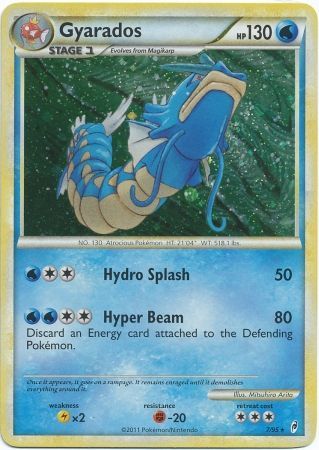 Gyarados
HP 130
STAGE 1 Evolves from Magikarp
NO. 130 Atrocious Pokémon HT: 21'04" WT: 518.1 lbs.
Hydro Splash 50
Hyper Beam 80
Discard an Energy card attached to the Defending
Pokémon.
Once it appears, it goes on a rampage. It remains enraged until it demolishes
everything around it.
Illus. Mitsuhiro Arita
weakness resistance retreat cost
×2 -20
©2011 Pokémon/Nintendo 7/95 ★